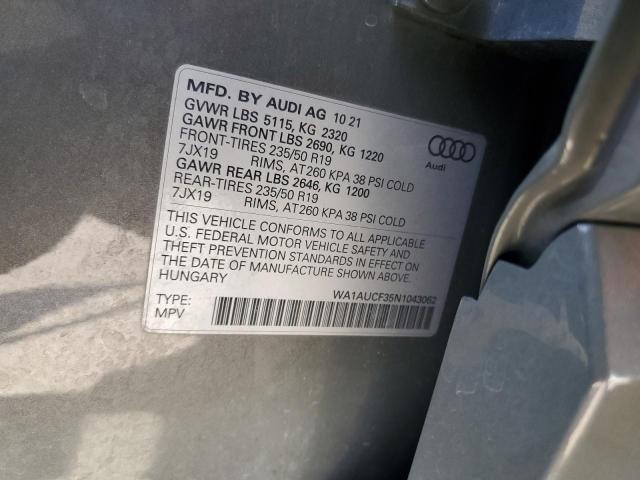 MFD. BY AUDI AG 10 21
GVWR LBS 5115, KG 2320
GAWR FRONT LBS 2690, KG 1220
FRONT-TIRES 235/50 R19
7JX19 RIMS, AT260 KPA 38 PSI COLD
GAWR REAR LBS 2646, KG 1200
REAR-TIRES 235/50 R19
7JX19 RIMS, AT260 KPA 38 PSI COLD
Audi
THIS VEHICLE CONFORMS TO ALL APPLICABLE
U.S. FEDERAL MOTOR VEHICLE SAFETY AND
THEFT PREVENTION STANDARDS IN EFFECT ON
THE DATE OF MANUFACTURE SHOWN ABOVE.
HUNGARY
WA1AUCF35N1043062
TYPE:
MPV